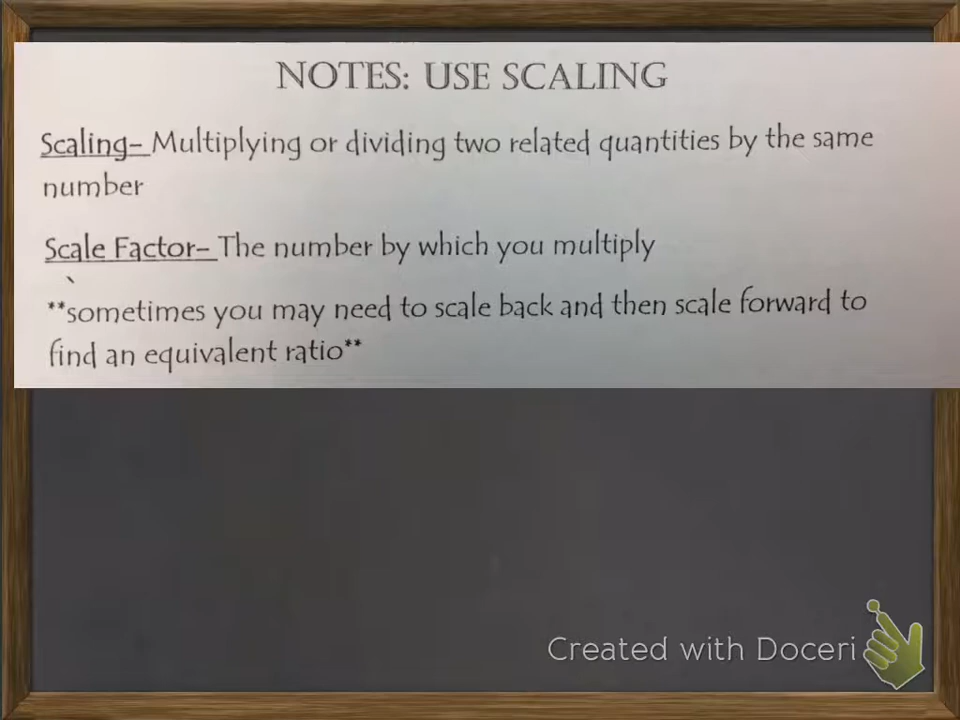 NOTES: USE SCALING
Scaling- Multiplying or dividing two related quantities by the same
number
Scale Factor- The number by which you multiply
**sometimes you may need to scale back and then scale forward to
find an equivalent ratio**
Created with Doceri